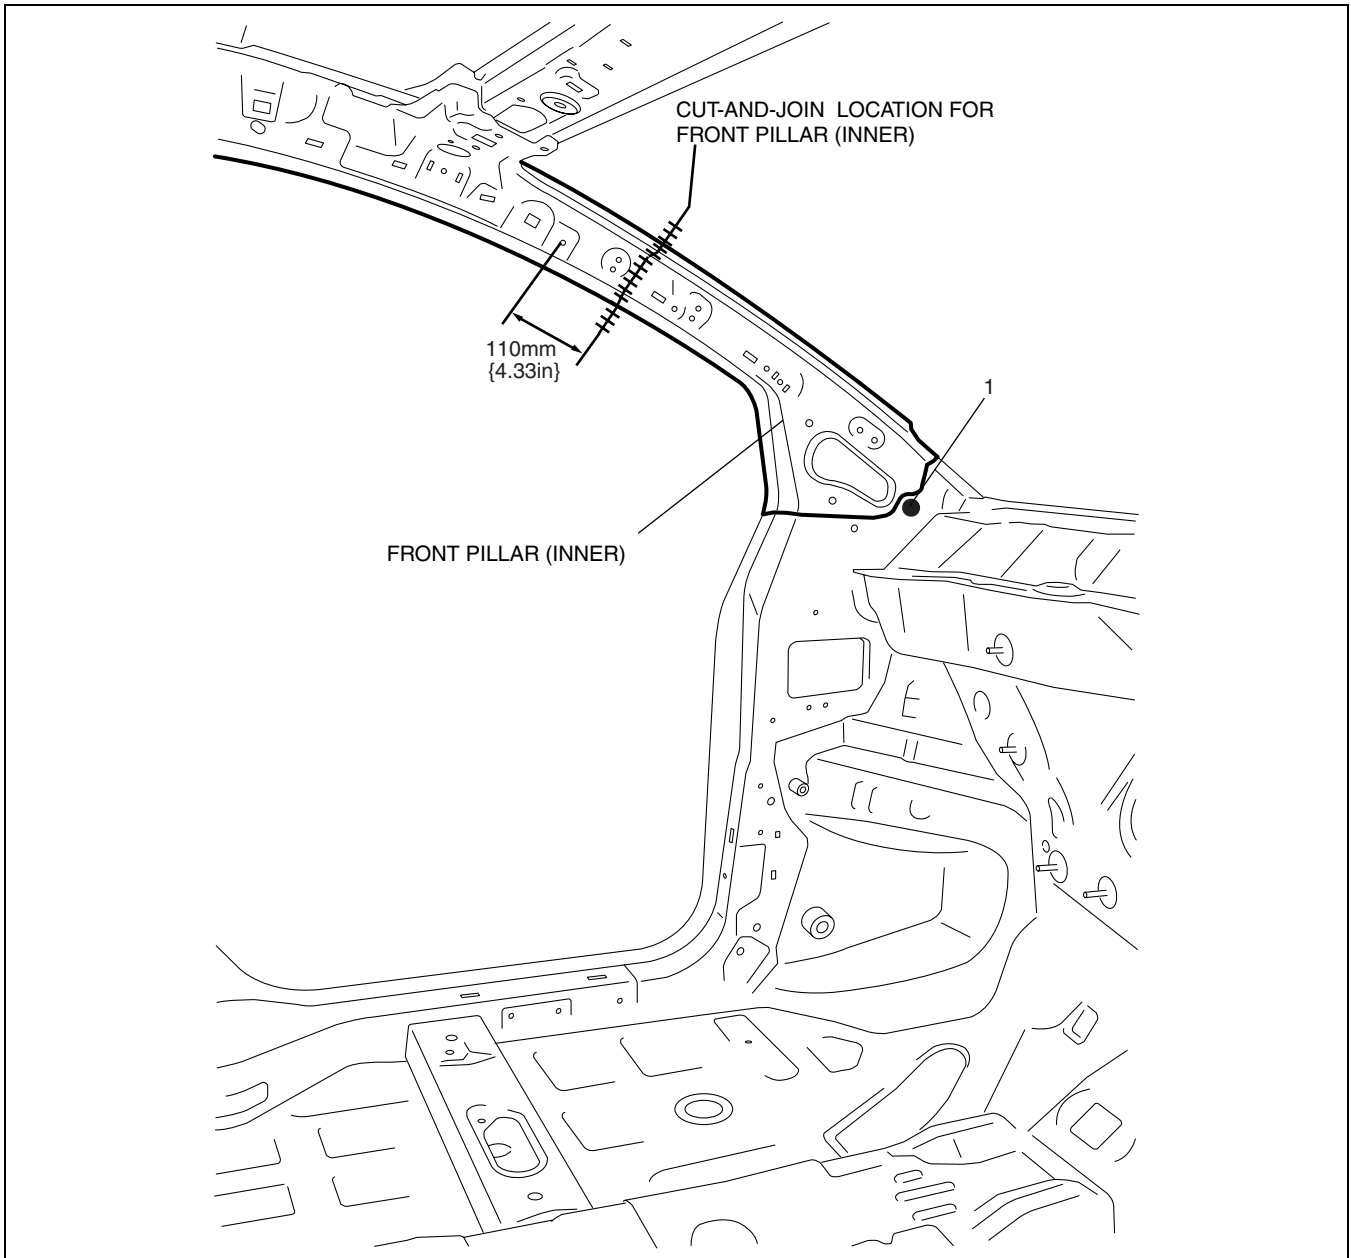 CUT-AND-JOIN LOCATION FOR
FRONT PILLAR (INNER)
110mm
{4.33in}
1
FRONT PILLAR (INNER)